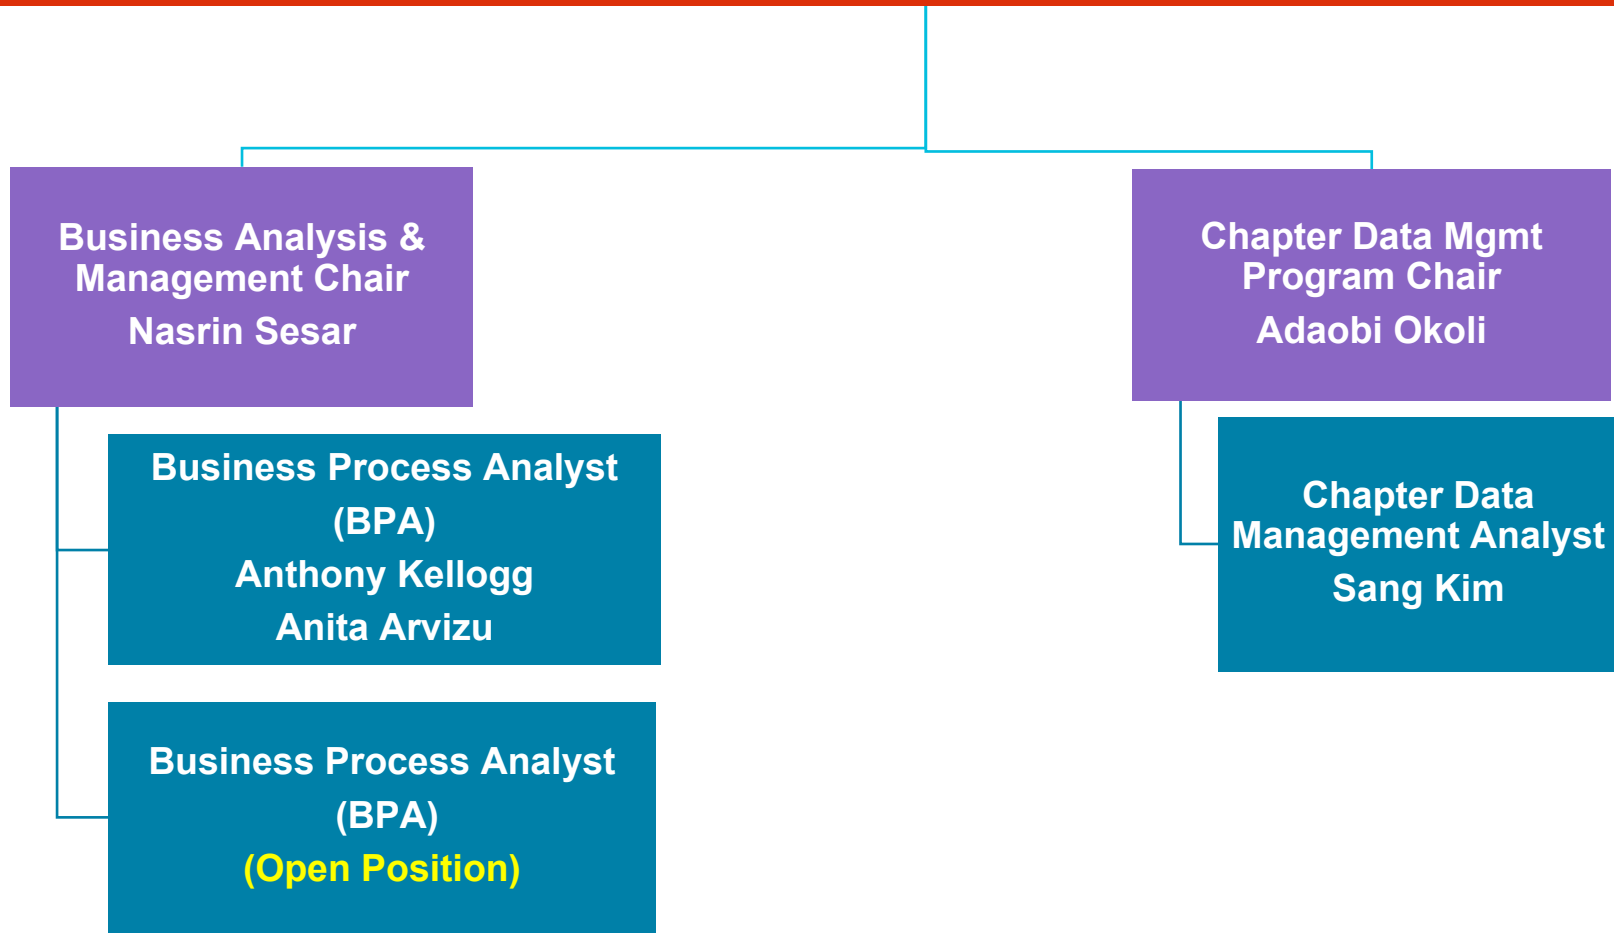 Business Analysis &
Management Chair
Nasrin Sesar
Chapter Data Mgmt
Program Chair
Adaobi Okoli
Business Process Analyst
(BPA)
Anthony Kellogg
Anita Arvizu
Chapter Data
Management Analyst
Sang Kim
Business Process Analyst
(BPA)
(Open Position)